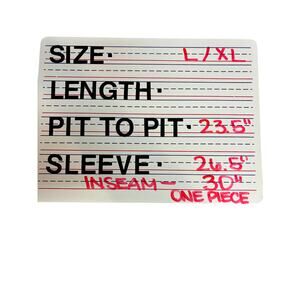 SIZE· L/XL
LENGTH·
PIT TO PIT· 23.5"
SLEEVE· 26.5"
INSEAM- 30"
ONE PIECE